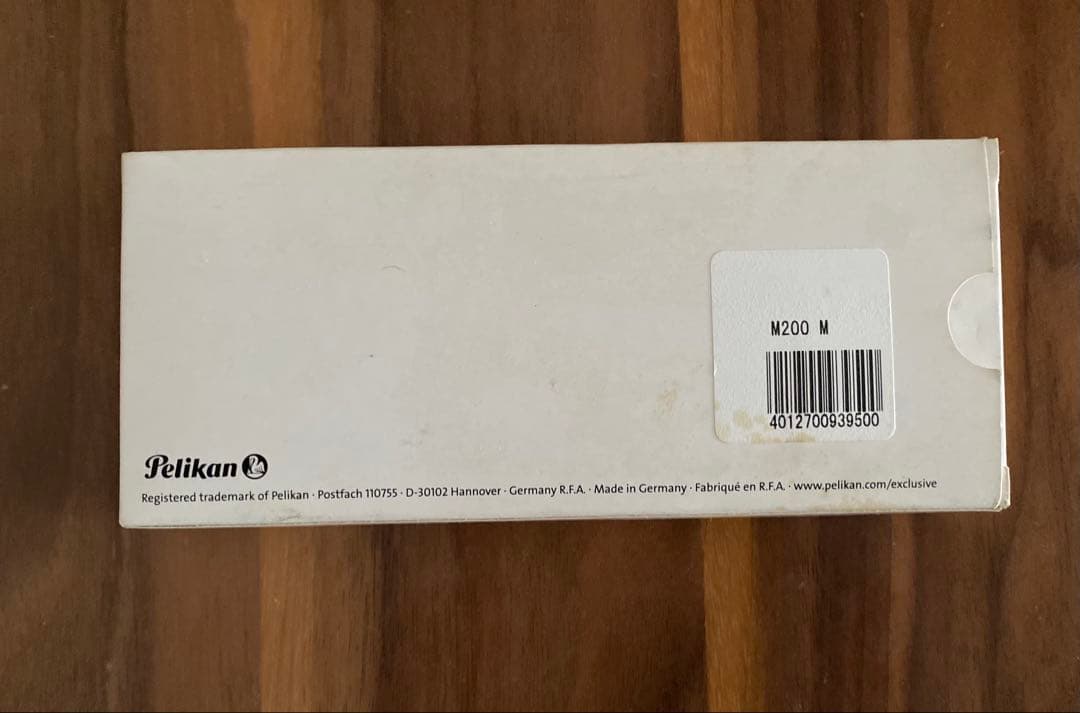 M200 M
4012700939500
Pelikan
Registered trademark of Pelikan · Postfach 110755 · D-30102 Hannover · Germany R.F.A. · Made in Germany · Fabriqué en R.F.A. · www.pelikan.com/exclusive